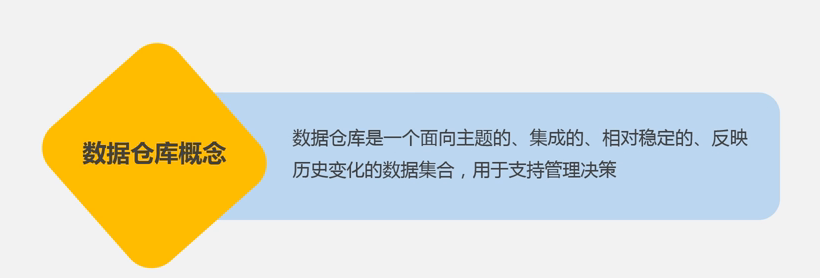 数据仓库概念
数据仓库是一个面向主题的、集成的、相对稳定的、反映
历史变化的数据集合，用于支持管理决策